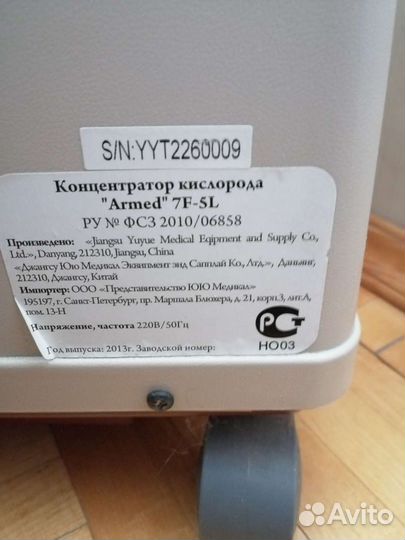 S/N:YYT2260009
Концентратор кислорода
"Armed" 7F-5L
РУ № ФСЗ 2010/06858
Произведено: «Jiangsu Yuyue Medical Eqipment and Supply Co.,
Ltd.», Danyang, 212310, Jiangsu, China
«Джангсу Юю Медикал Эквипмент энд Сапплай Ко., Лтд.», Даньянг,
212310, Джангсу, Китай
Импортер: ООО «Представительство ЮЮ Медикал»
195197, г. Санкт-Петербург, пр. Маршала Блюхера, д. 21, корп.3, лит.А,
пом. 13-Н
Напряжение, частота 220В/50Гц
РСТ
НО03
Год выпуска: 2013г. Заводской номер:
Avito